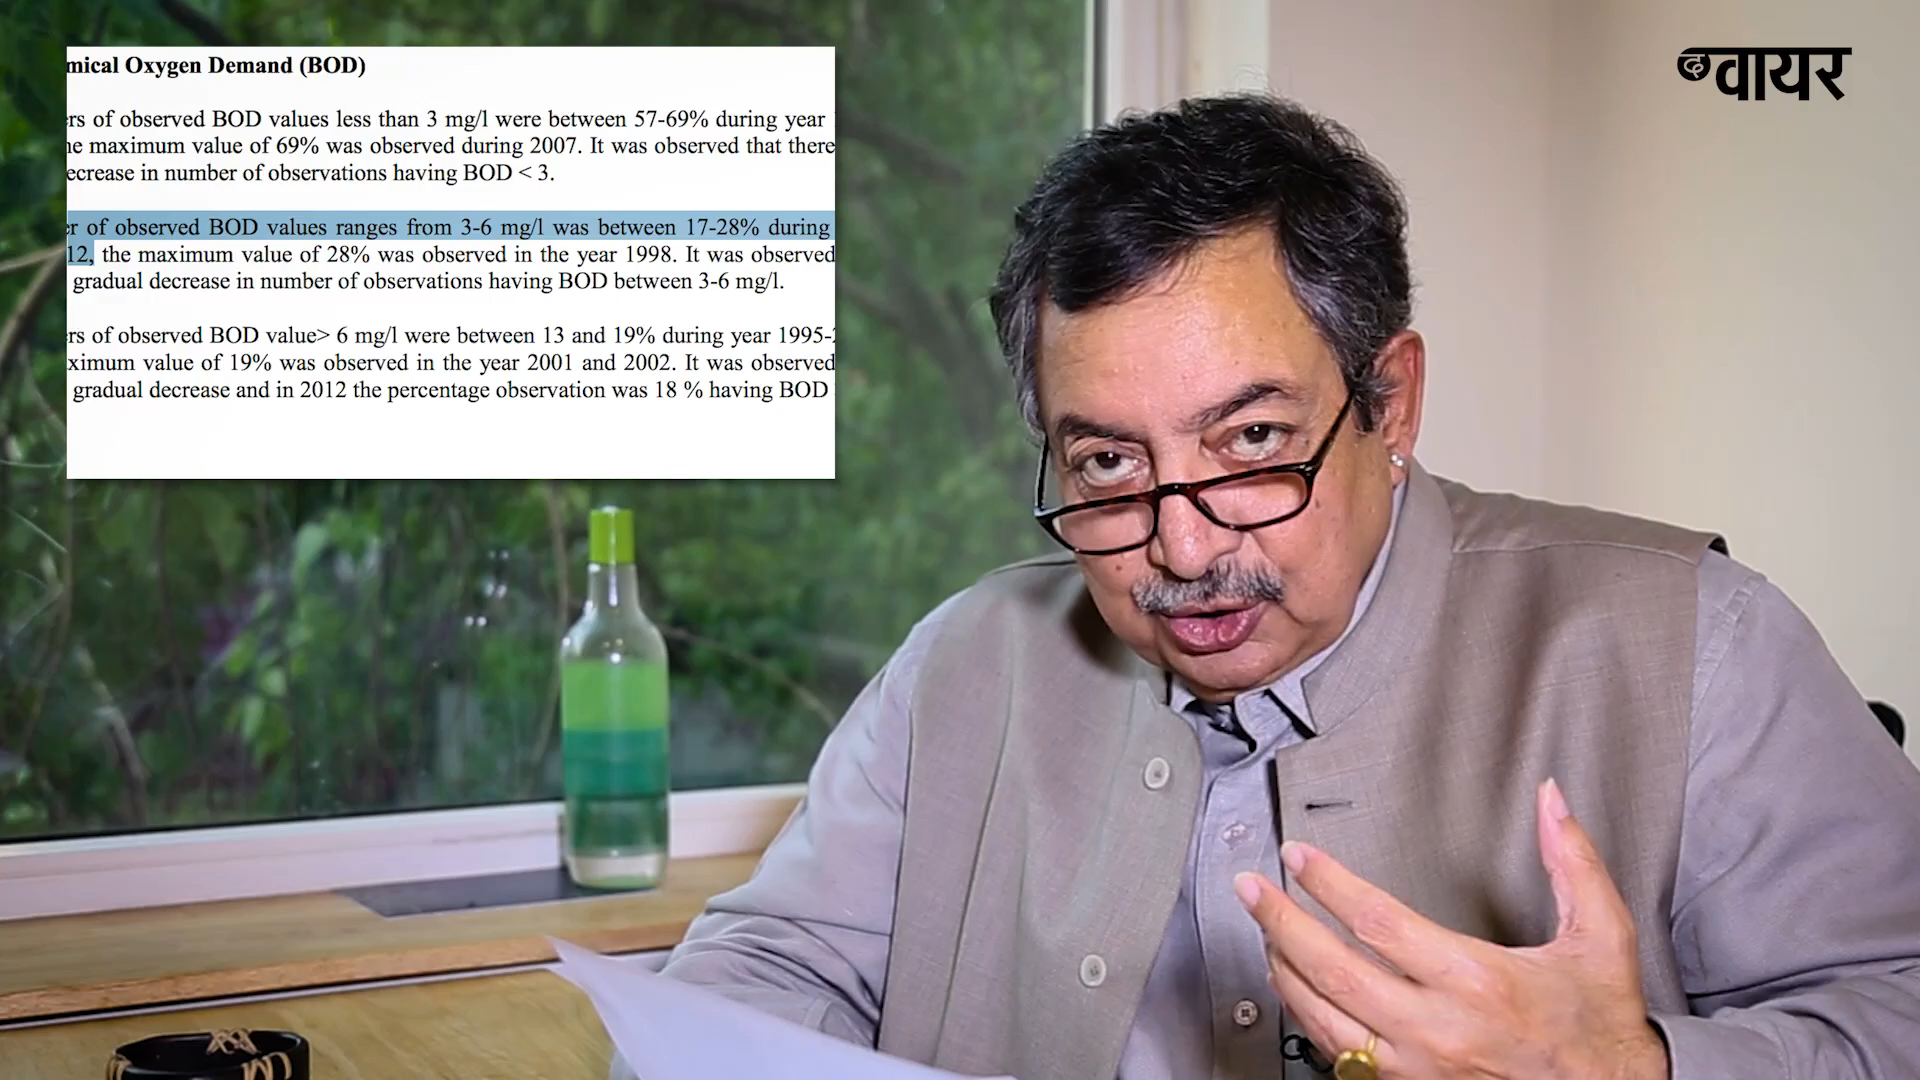 mical Oxygen Demand (BOD)
rs of observed BOD values less than 3 mg/l were between 57-69% during year
e maximum value of 69% was observed during 2007. It was observed that there
ecrease in number of observations having BOD < 3.
r of observed BOD values ranges from 3-6 mg/l was between 17-28% during
12, the maximum value of 28% was observed in the year 1998. It was observed
gradual decrease in number of observations having BOD between 3-6 mg/l.
rs of observed BOD value> 6 mg/l were between 13 and 19% during year 1995-
ximum value of 19% was observed in the year 2001 and 2002. It was observed
gradual decrease and in 2012 the percentage observation was 18 % having BOD
द वायर